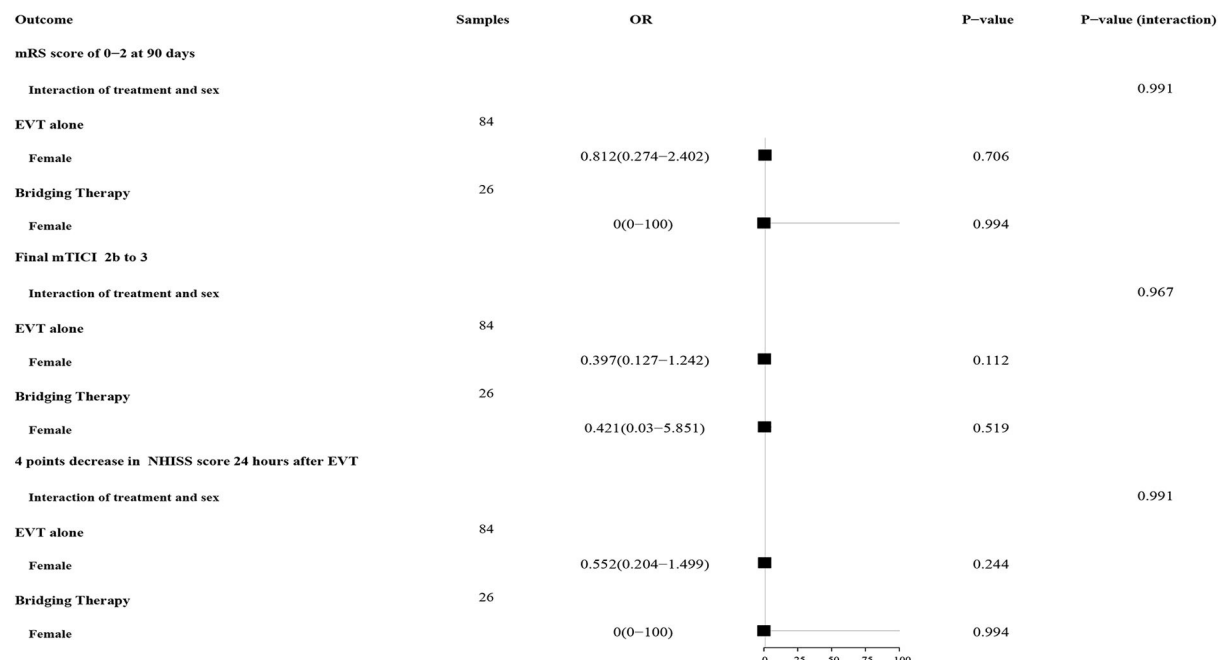 Outcome Samples OR P−value P−value (interaction)
mRS score of 0−2 at 90 days
Interaction of treatment and sex 0.991
EVT alone 84
Female 0.812(0.274−2.402) 0.706
Bridging Therapy 26
Female 0(0−100) 0.994
Final mTICI 2b to 3
Interaction of treatment and sex 0.967
EVT alone 84
Female 0.397(0.127−1.242) 0.112
Bridging Therapy 26
Female 0.421(0.03−5.851) 0.519
4 points decrease in NHISS score 24 hours after EVT
Interaction of treatment and sex 0.991
EVT alone 84
Female 0.552(0.204−1.499) 0.244
Bridging Therapy 26
Female 0(0−100) 0.994
0 25 50 75 100